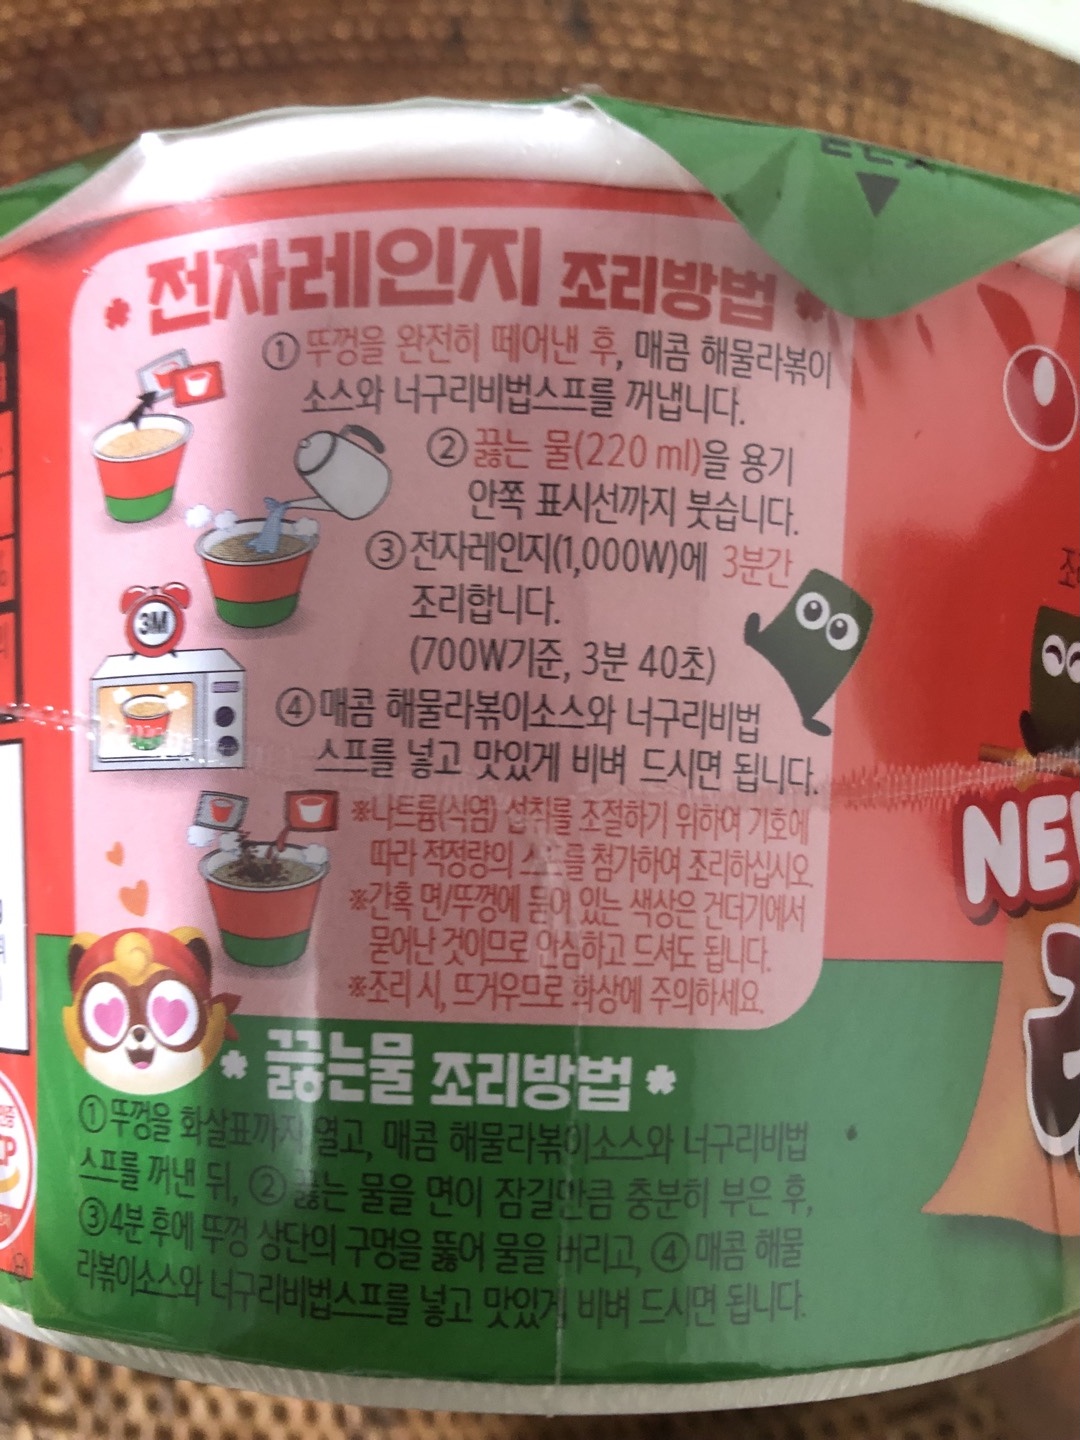 전자레인지 조리방법
① 뚜껑을 완전히 떼어낸 후, 매콤 해물라볶이
소스와 너구리비법스프를 꺼냅니다.
② 끓는 물(220 ml)을 용기
안쪽 표시선까지 붓습니다.
③ 전자레인지(1,000W)에 3분간
조리합니다.
(700W기준, 3분 40초)
3M
④ 매콤 해물라볶이소스와 너구리비법
스프를 넣고 맛있게 비벼 드시면 됩니다.
※나트륨(식염) 섭취를 조절하기 위하여 기호에
따라 적정량의 스프를 첨가하여 조리하십시오
※간혹 면/뚜껑에 묻어 있는 색상은 건더기에서
묻어난 것이므로 안심하고 드셔도 됩니다.
※조리 시, 뜨거우므로 화상에 주의하세요.
끓는물 조리방법
①뚜껑을 화살표까지 열고, 매콤 해물라볶이소스와 너구리비법
스프를 꺼낸 뒤, ②끓는 물을 면이 잠길만큼 충분히 부은 후,
③4분 후에 뚜껑 상단의 구멍을 뚫어 물을 버리고, ④매콤 해물
라볶이소스와 너구리비법스프를 넣고 맛있게 비벼 드시면 됩니다.